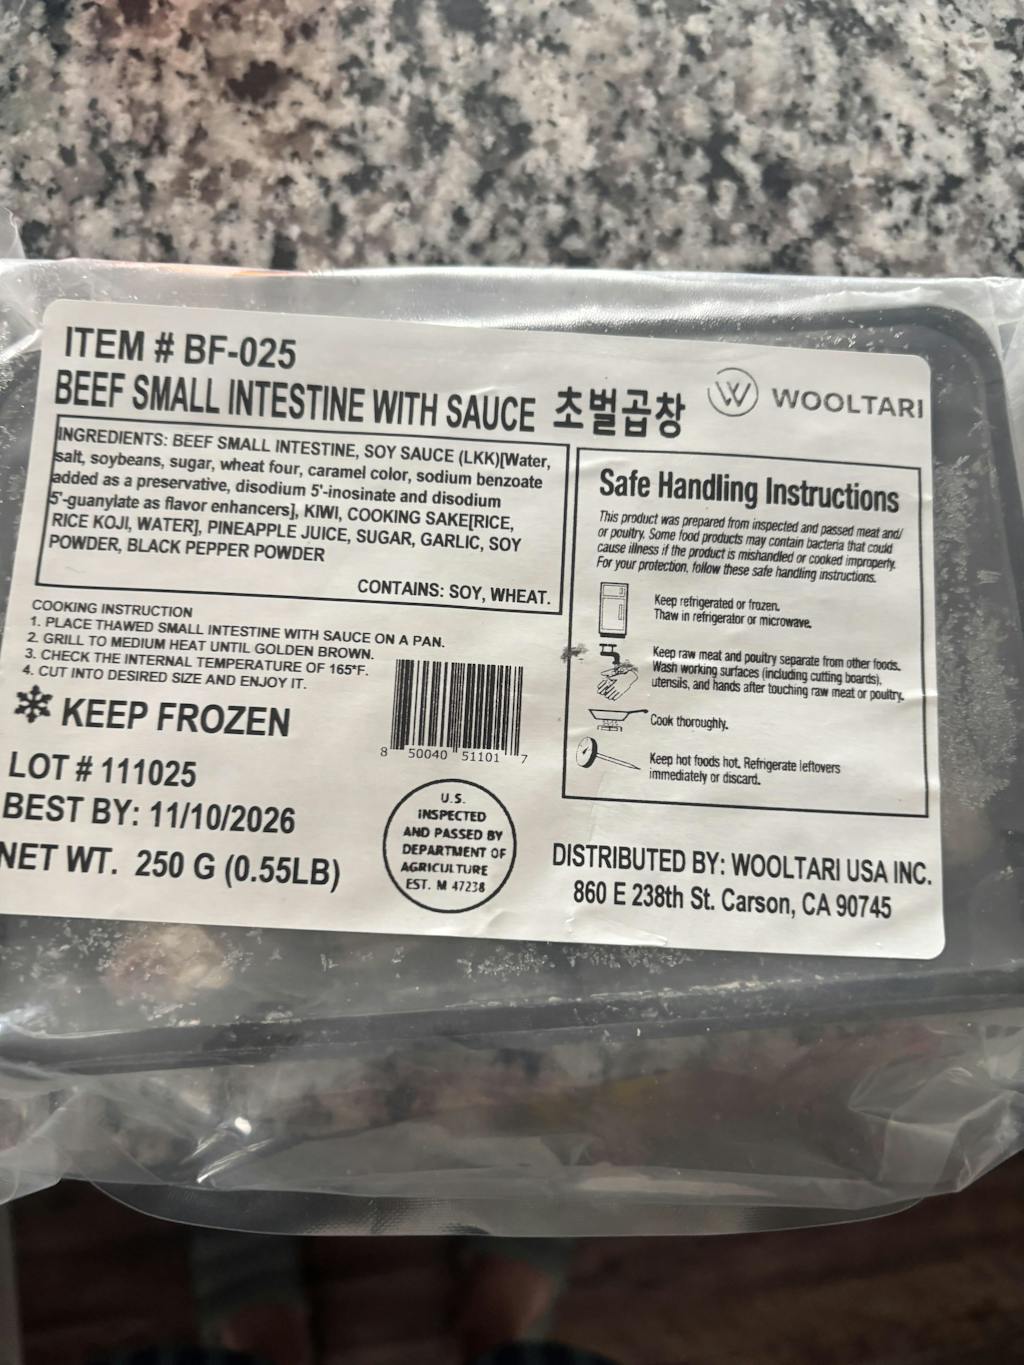 ITEM # BF-025
BEEF SMALL INTESTINE WITH SAUCE 초벌곱창
W WOOLTARI
INGREDIENTS: BEEF SMALL INTESTINE, SOY SAUCE (LKK)[Water,
salt, soybeans, sugar, wheat four, caramel color, sodium benzoate
added as a preservative, disodium 5'-inosinate and disodium
5'-guanylate as flavor enhancers], KIWI, COOKING SAKE[RICE,
RICE KOJI, WATER], PINEAPPLE JUICE, SUGAR, GARLIC, SOY
POWDER, BLACK PEPPER POWDER
CONTAINS: SOY, WHEAT.
COOKING INSTRUCTION
1. PLACE THAWED SMALL INTESTINE WITH SAUCE ON A PAN.
2. GRILL TO MEDIUM HEAT UNTIL GOLDEN BROWN.
3. CHECK THE INTERNAL TEMPERATURE OF 165°F.
4. CUT INTO DESIRED SIZE AND ENJOY IT.
KEEP FROZEN
8 50040 51101 7
LOT # 111025
BEST BY: 11/10/2026
NET WT. 250 G (0.55LB)
U.S.
INSPECTED
AND PASSED BY
DEPARTMENT OF
AGRICULTURE
EST. M 47238
Safe Handling Instructions
This product was prepared from inspected and passed meat and/
or poultry. Some food products may contain bacteria that could
cause illness if the product is mishandled or cooked improperly.
For your protection, follow these safe handling instructions.
Keep refrigerated or frozen.
Thaw in refrigerator or microwave.
Keep raw meat and poultry separate from other foods.
Wash working surfaces (including cutting boards),
utensils, and hands after touching raw meat or poultry.
Cook thoroughly.
Keep hot foods hot. Refrigerate leftovers
immediately or discard.
DISTRIBUTED BY: WOOLTARI USA INC.
860 E 238th St. Carson, CA 90745